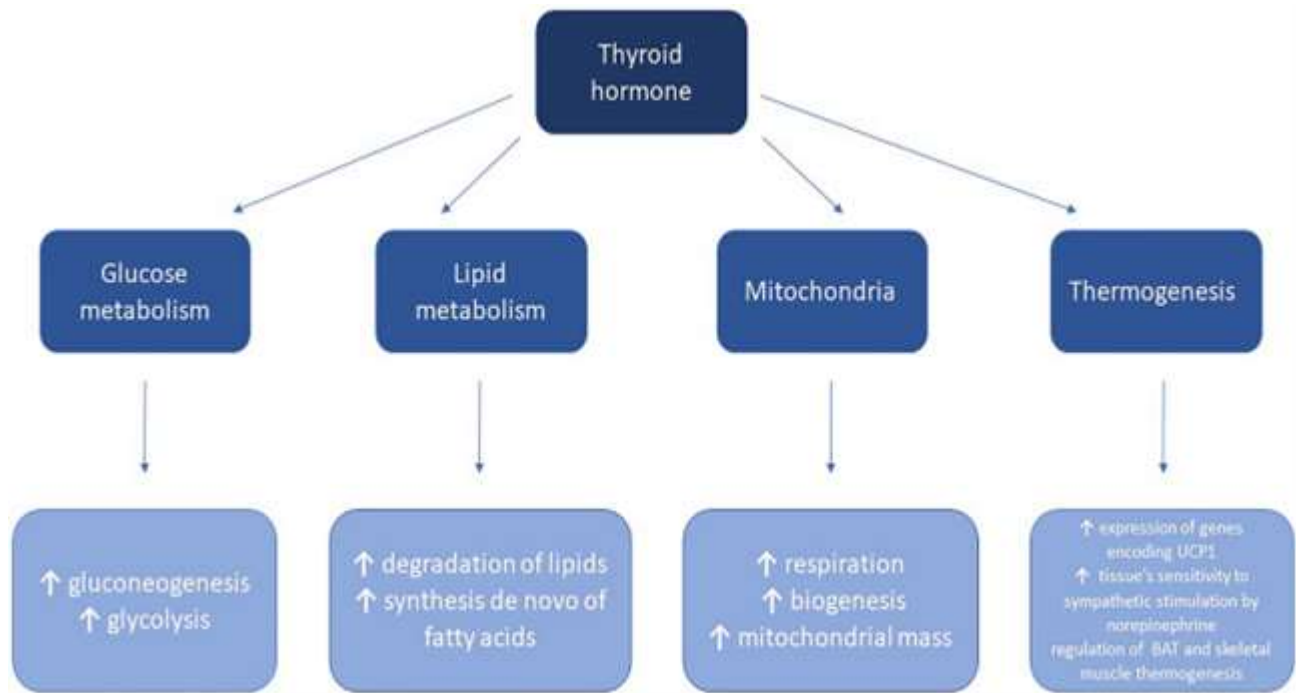 Thyroid
hormone
Glucose
metabolism
Lipid
metabolism
Mitochondria
Thermogenesis
↑ gluconeogenesis
↑ glycolysis
↑ degradation of lipids
↑ synthesis de novo of
fatty acids
↑ respiration
↑ biogenesis
↑ mitochondrial mass
↑ expression of genes
encoding UCP1
↑ tissue's sensitivity to
sympathetic stimulation by
norepinephrine
regulation of BAT and skeletal
muscle thermogenesis